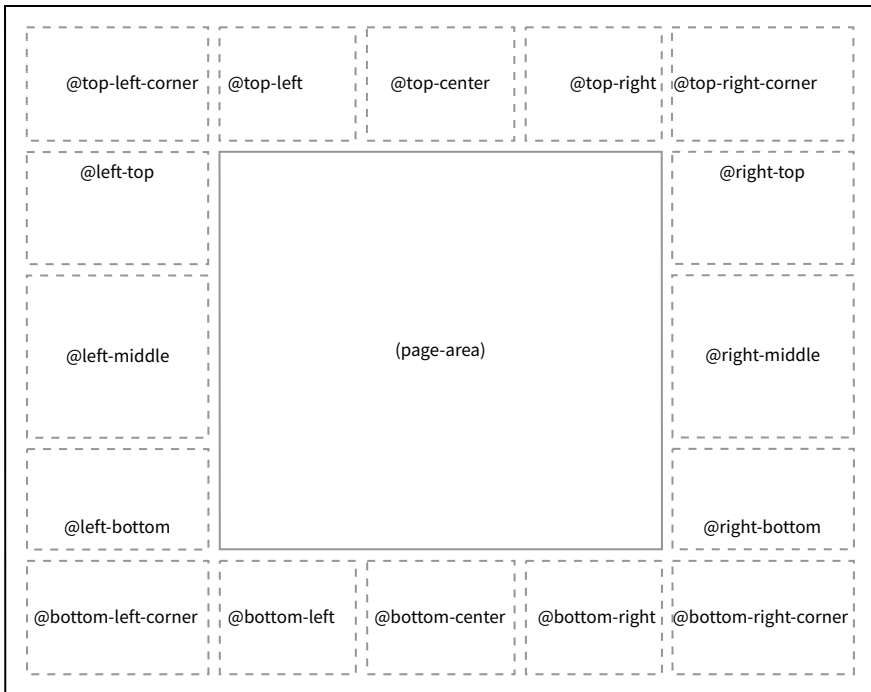 @top-left-corner @top-left @top-center @top-right @top-right-corner
@left-top @right-top
@left-middle (page-area) @right-middle
@left-bottom @right-bottom
@bottom-left-corner @bottom-left @bottom-center @bottom-right @bottom-right-corner